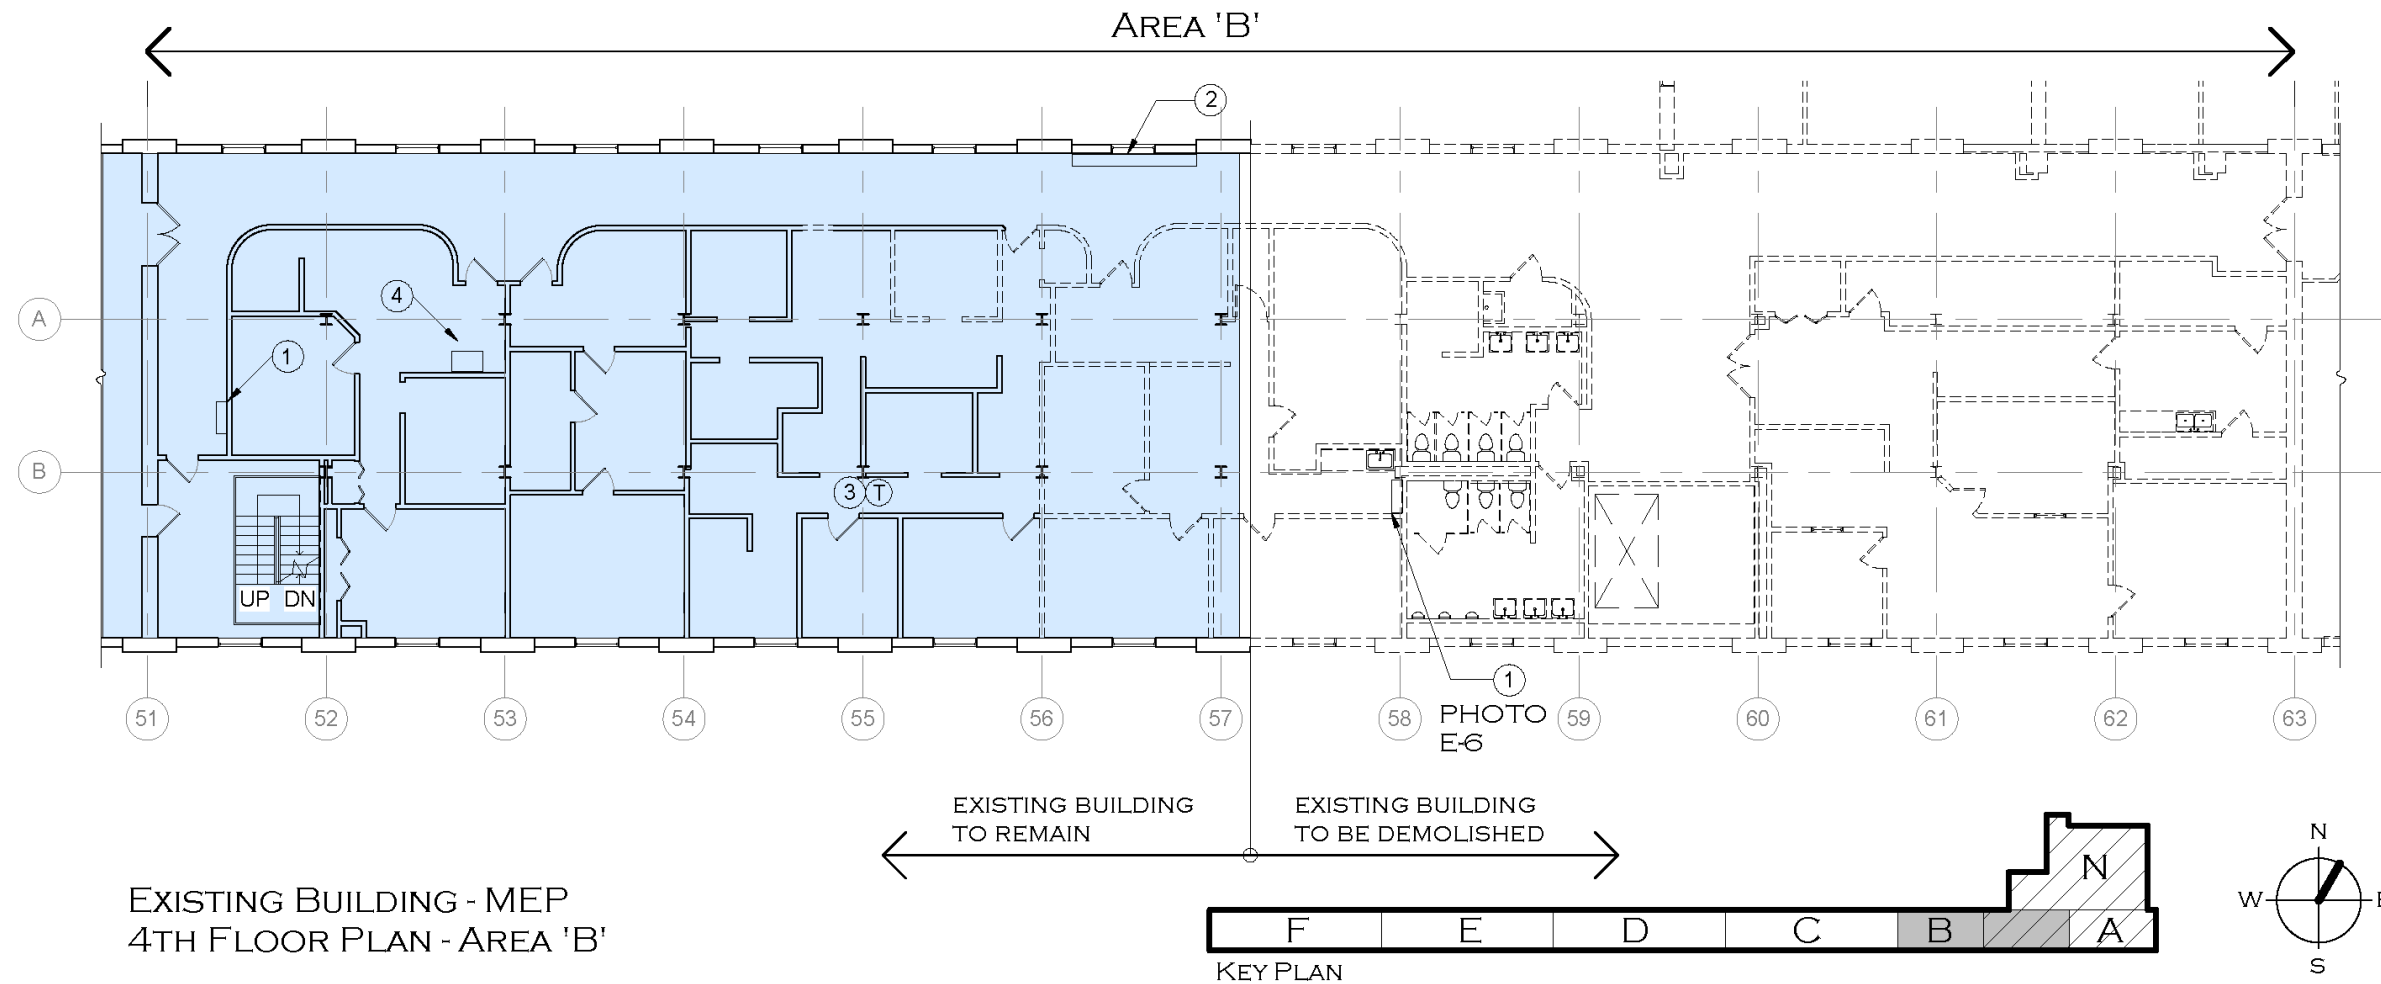 AREA 'B'
2
A
4
1
B
3 T
UP DN
1
51 52 53 54 55 56 57 58 59 60 61 62 63
PHOTO
E-6
EXISTING BUILDING
TO REMAIN
EXISTING BUILDING
TO BE DEMOLISHED
EXISTING BUILDING - MEP
4TH FLOOR PLAN - AREA 'B'
N
F E D C B A
KEY PLAN
N
W E
S